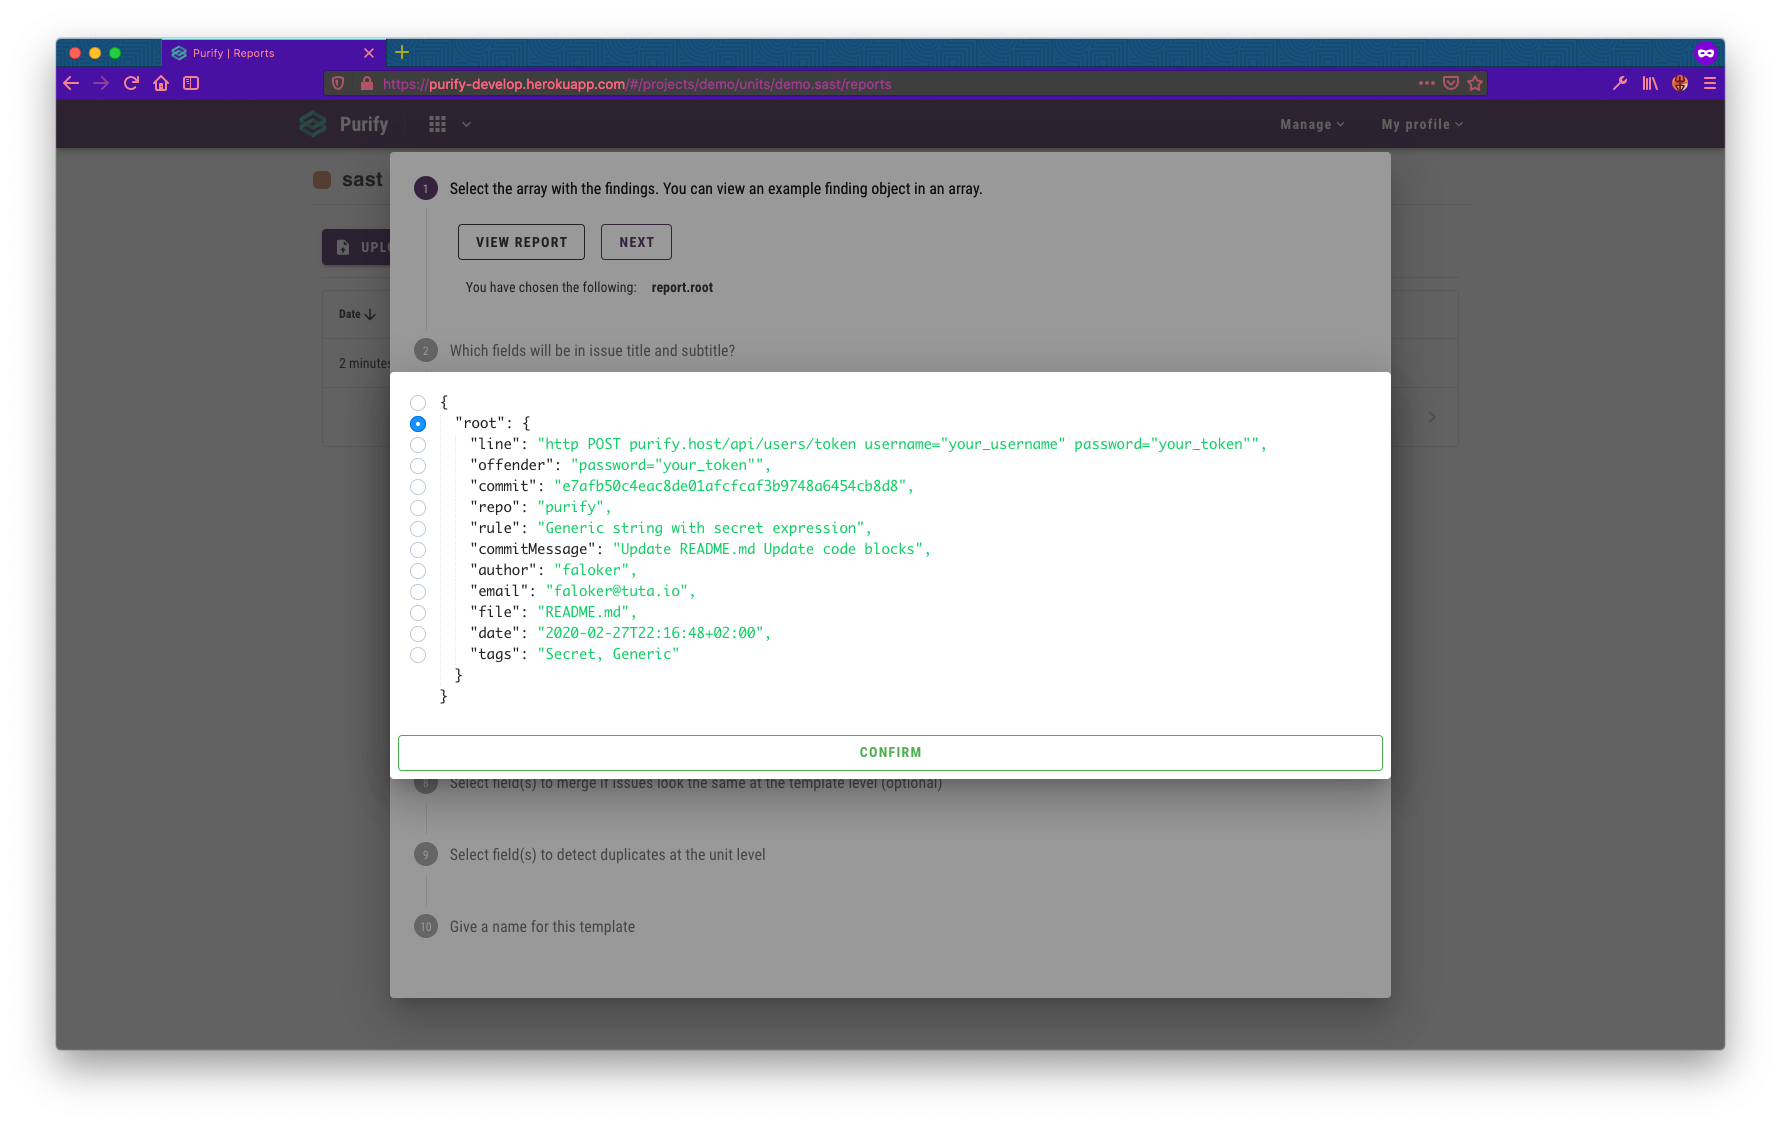 Purify | Reports
https://purify-develop.herokuapp.com/#/projects/demo/units/demo.sast/reports
Purify
Manage
My profile
sast
1 Select the array with the findings. You can view an example finding object in an array.
VIEW REPORT
NEXT
UPLO
You have chosen the following: report.root
Date
2 Which fields will be in issue title and subtitle?
2 minutes
{
"root": {
"line": "http POST purify.host/api/users/token username="your_username" password="your_token"",
"offender": "password="your_token"",
"commit": "e7afb50c4eac8de01afcfcaf3b9748a6454cb8d8",
"repo": "purify",
"rule": "Generic string with secret expression",
"commitMessage": "Update README.md Update code blocks",
"author": "faloker",
"email": "faloker@tuta.io",
"file": "README.md",
"date": "2020-02-27T22:16:48+02:00",
"tags": "Secret, Generic"
}
}
CONFIRM
8 Select field(s) to merge if issues look the same at the template level (optional)
9 Select field(s) to detect duplicates at the unit level
10 Give a name for this template